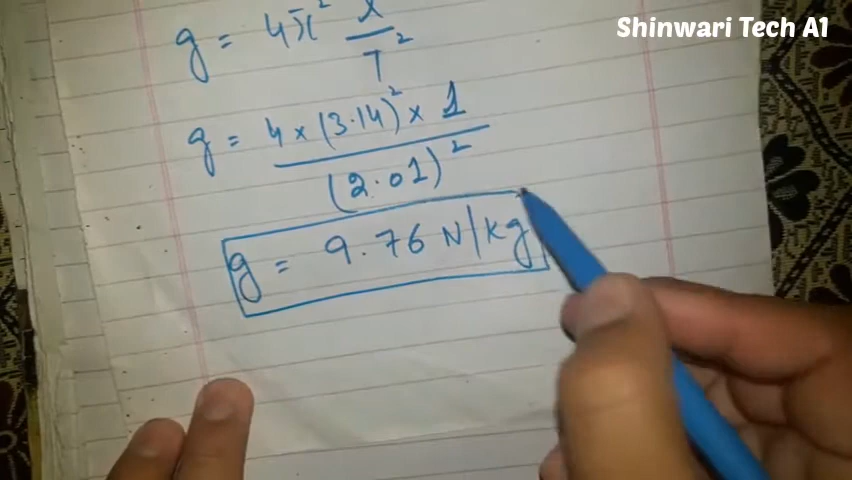 Shinwari Tech A1
g = 4π² x/T²
g = 4 × (3.14)² × 1 / (2.01)²
g = 9.76 N/kg